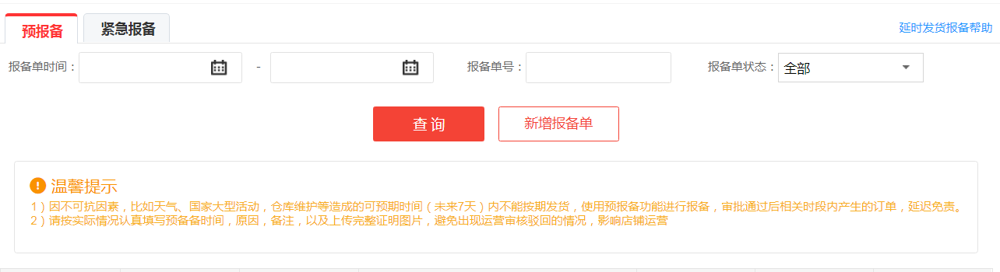 预报备 紧急报备 延时发货报备帮助
报备单时间： - 报备单号： 报备单状态： 全部
查 询 新增报备单
温馨提示
1）因不可抗因素，比如天气、国家大型活动，仓库维护等造成的可预期时间（未来7天）内不能按期发货，使用预报备功能进行报备，审批通过后相关时段内产生的订单，延迟免责。
2）请按实际情况认真填写预备备时间，原因，备注，以及上传完整证明图片，避免出现运营审核驳回的情况，影响店铺运营